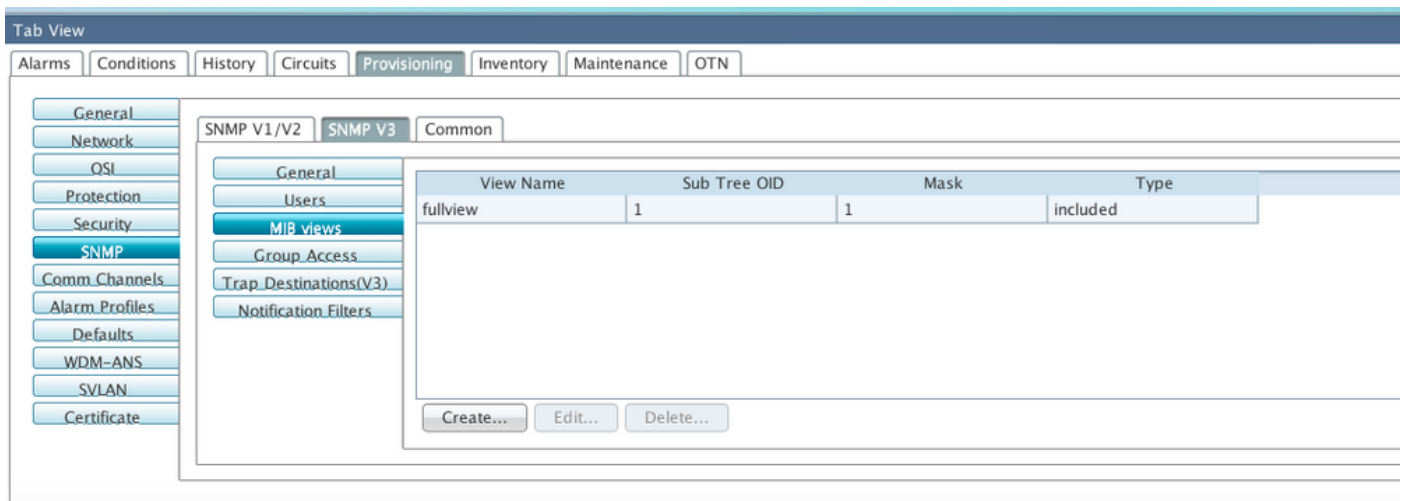 Tab View
Alarms Conditions History Circuits Provisioning Inventory Maintenance OTN
General
Network
OSI
Protection
Security
SNMP
Comm Channels
Alarm Profiles
Defaults
WDM-ANS
SVLAN
Certificate
SNMP V1/V2 SNMP V3 Common
General
Users
MIB views
Group Access
Trap Destinations(V3)
Notification Filters
View Name Sub Tree OID Mask Type
fullview 1 1 included
Create... Edit... Delete...